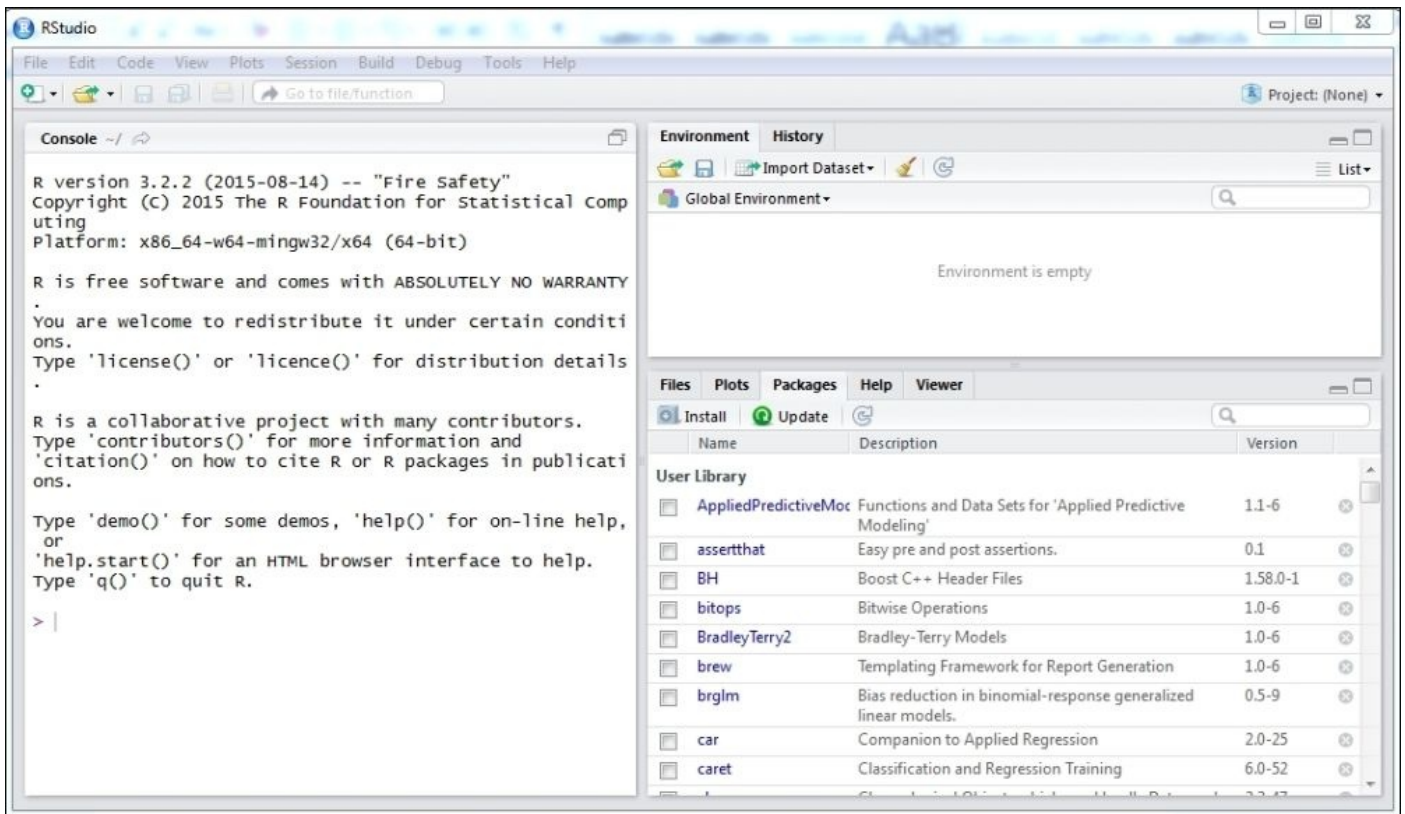 RStudio
File Edit Code View Plots Session Build Debug Tools Help
Go to file/function
Project: (None)
Console ~/
R version 3.2.2 (2015-08-14) -- "Fire Safety"
Copyright (C) 2015 The R Foundation for Statistical Comp
uting
Platform: x86_64-w64-mingw32/x64 (64-bit)
R is free software and comes with ABSOLUTELY NO WARRANTY
.
You are welcome to redistribute it under certain conditi
ons.
Type 'license()' or 'licence()' for distribution details
.
R is a collaborative project with many contributors.
Type 'contributors()' for more information and
'citation()' on how to cite R or R packages in publicati
ons.
Type 'demo()' for some demos, 'help()' for on-line help,
or
'help.start()' for an HTML browser interface to help.
Type 'q()' to quit R.
>
Environment History
Import Dataset
List
Global Environment
Environment is empty
Files Plots Packages Help Viewer
Install Update
Name Description Version
User Library
AppliedPredictiveMoc Functions and Data Sets for 'Applied Predictive 1.1-6
Modeling'
assertthat Easy pre and post assertions. 0.1
BH Boost C++ Header Files 1.58.0-1
bitops Bitwise Operations 1.0-6
BradleyTerry2 Bradley-Terry Models 1.0-6
brew Templating Framework for Report Generation 1.0-6
brglm Bias reduction in binomial-response generalized 0.5-9
linear models.
car Companion to Applied Regression 2.0-25
caret Classification and Regression Training 6.0-52